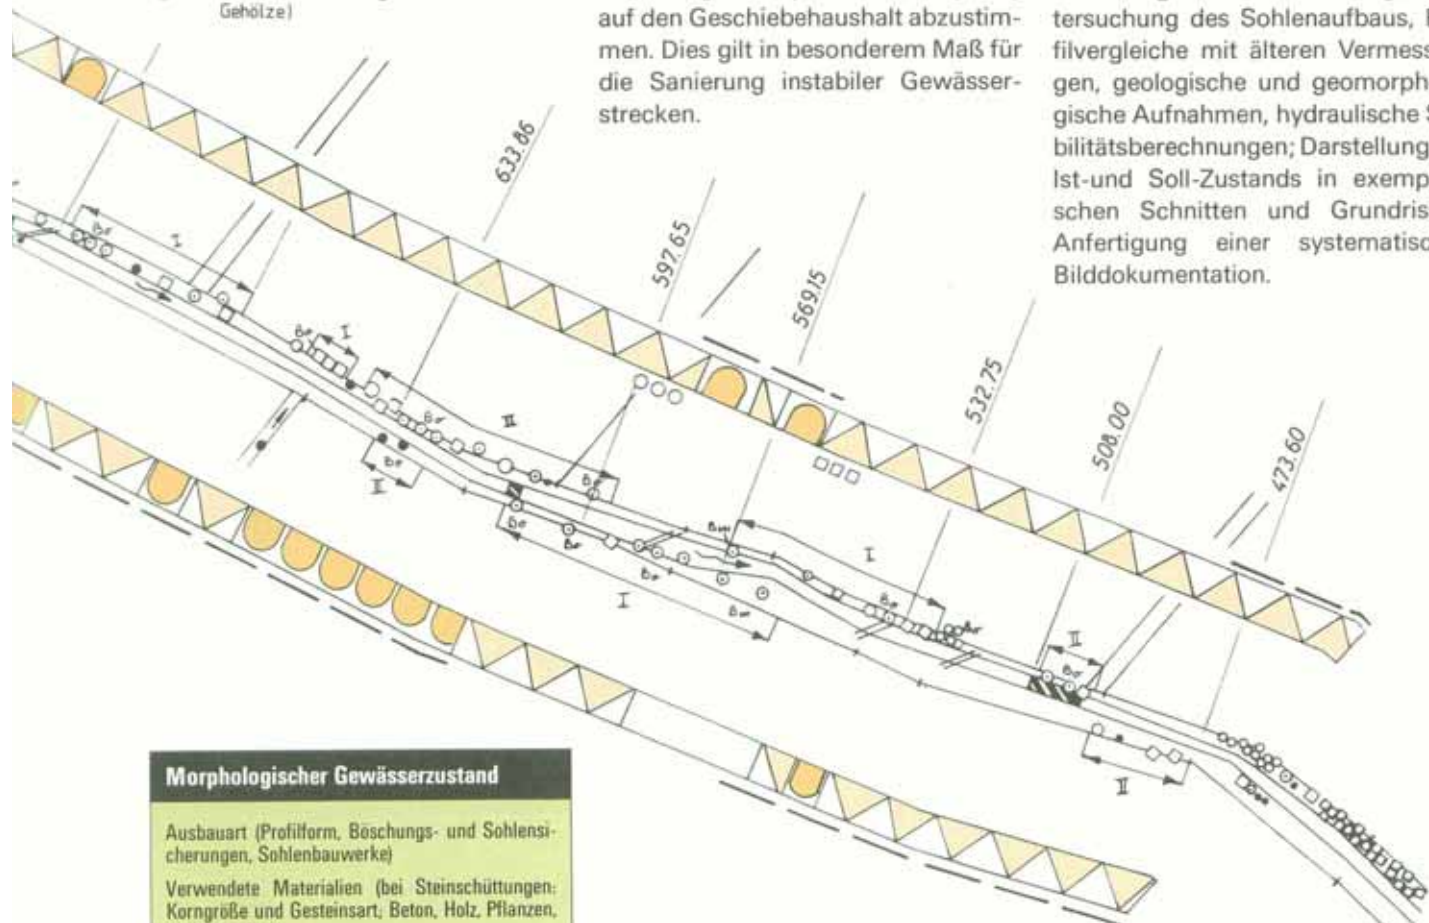 Gehölze)
auf den Geschiebehaushalt abzustim-
men. Dies gilt in besonderem Maß für
die Sanierung instabiler Gewässer-
strecken.
tersuchung des Sohlenaufbaus,
filvergleiche mit älteren Vermess
gen, geologische und geomorph
gische Aufnahmen, hydraulische
bilitätsberechnungen; Darstellung
Ist-und Soll-Zustands in exemp
schen Schnitten und Grundris
Anfertigung einer systematisc
Bilddokumentation.
633.86
597.65
569.15
532.75
508.00
473.60
I
I
II
II
I
I
II
II
Morphologischer Gewässerzustand
Ausbauart (Profilform, Böschungs- und Sohlensi-
cherungen, Sohlenbauwerke)
Verwendete Materialien (bei Steinschüttungen:
Korngröße und Gesteinsart; Beton, Holz, Pflanzen,